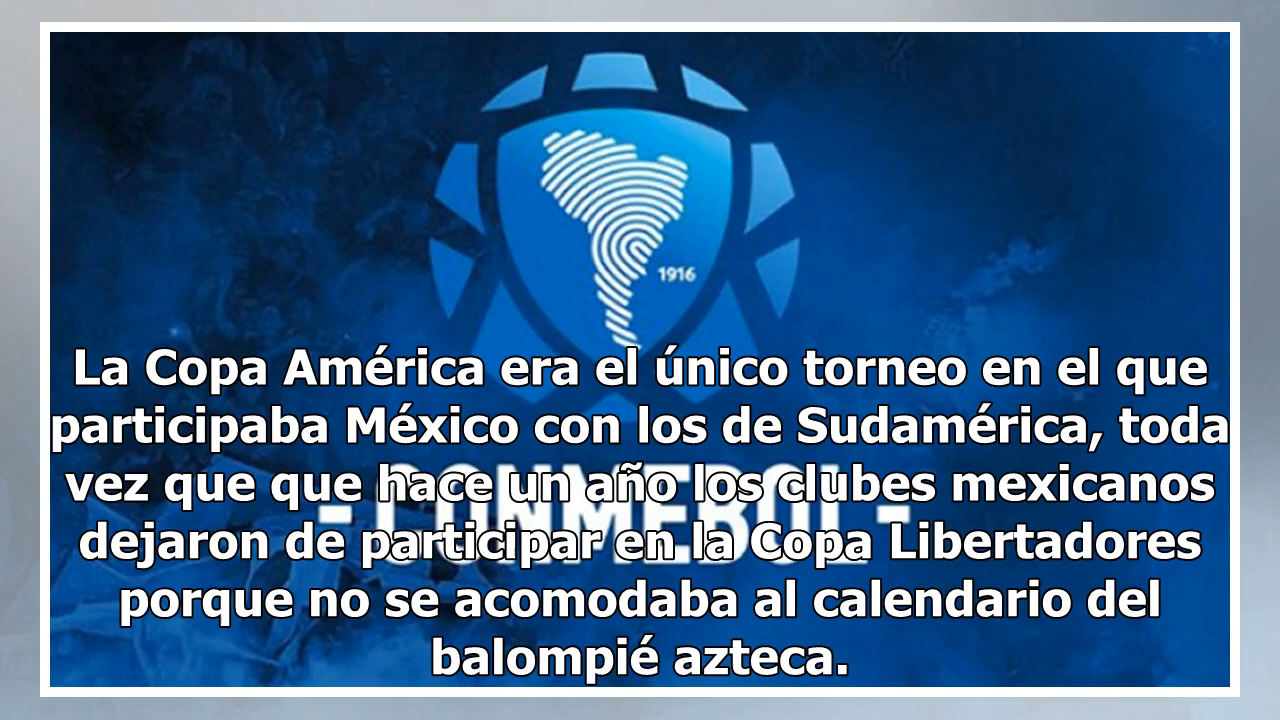 1916
La Copa América era el único torneo en el que
participaba México con los de Sudamérica, toda
vez que que hace un año los clubes mexicanos
- CONMEBOL -
dejaron de participar en la Copa Libertadores
porque no se acomodaba al calendario del
balompié azteca.